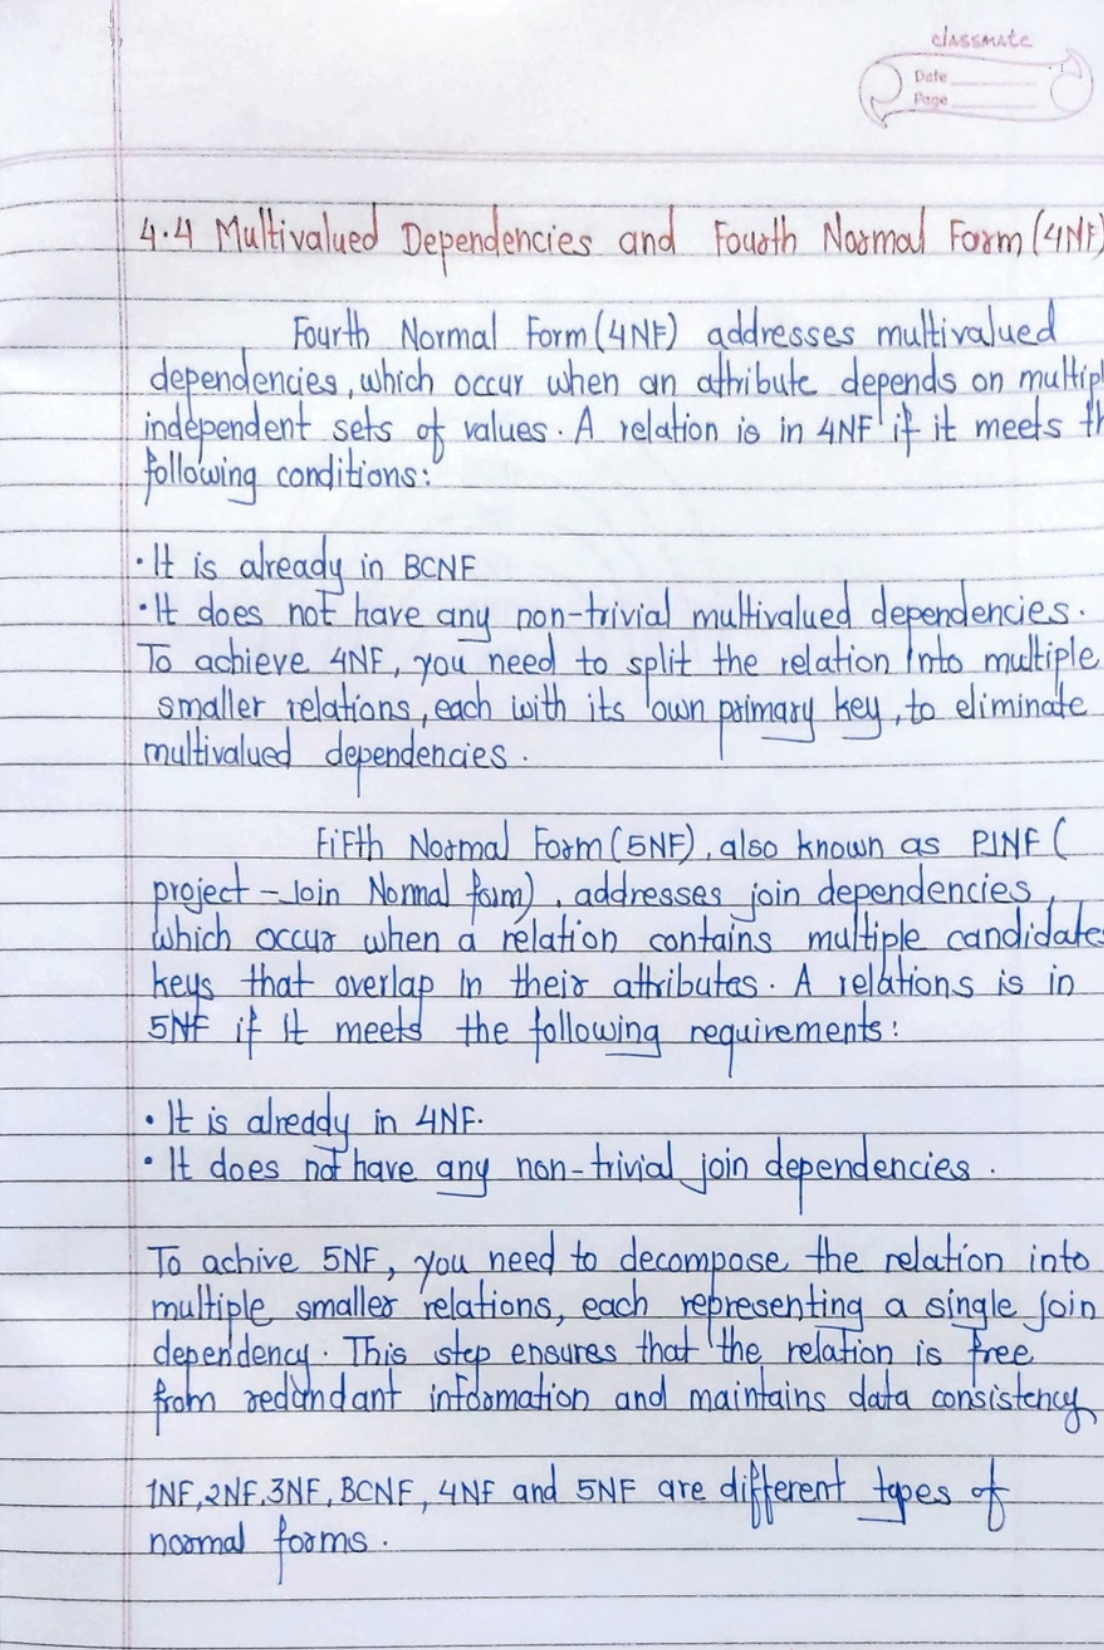 classmate
Date
Page
4.4 Multivalued Dependencies and Fourth Normal Form (4NF)
Fourth Normal Form (4NF) addresses multivalued
dependencies, which occur when an attribute depends on multipl
independent sets of values. A relation is in 4NF if it meets th
following conditions:
• It is already in BCNF
• It does not have any non-trivial multivalued dependencies.
To achieve 4NF, you need to split the relation into multiple
smaller relations, each with its own primary key, to eliminate
multivalued dependencies.
Fifth Normal Form (5NF), also known as PJNF (
project - Join Normal form), addresses join dependencies,
which occur when a relation contains multiple candidates
keys that overlap in their attributes. A relations is in
5NF if it meets the following requirements:
• It is already in 4NF.
• It does not have any non-trivial join dependencies.
To achive 5NF, you need to decompose the relation into
multiple smaller relations, each representing a single join
dependency. This step ensures that the relation is free
from redundant information and maintains data consistency
1NF, 2NF, 3NF, BCNF, 4NF and 5NF are different types of
normal forms.